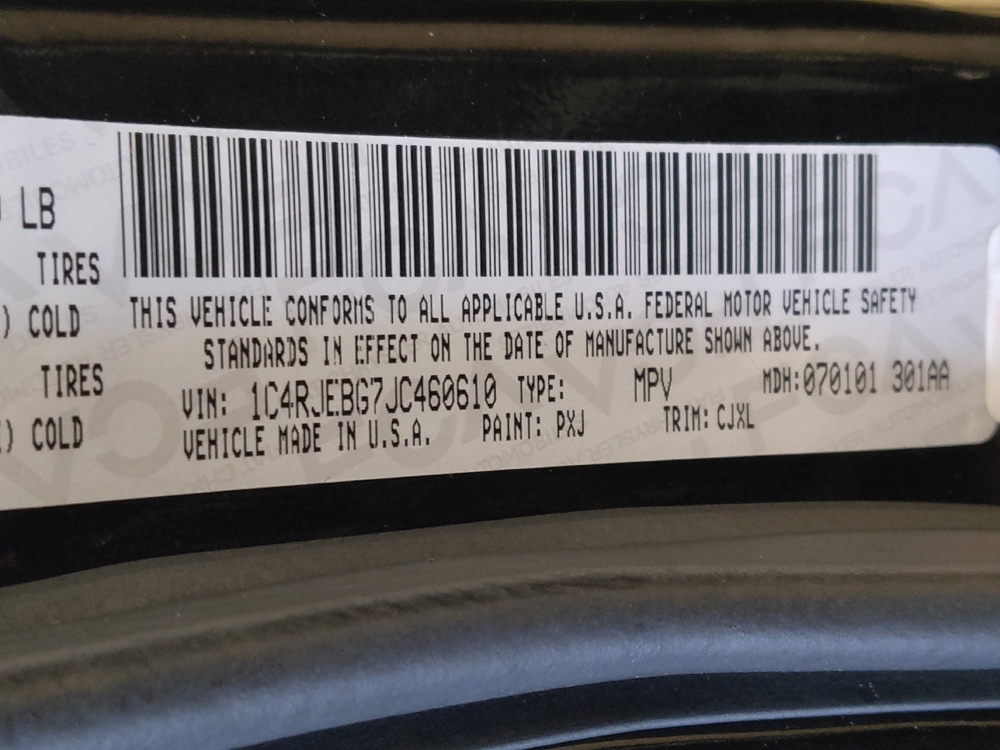 LB
TIRES
) COLD
TIRES
) COLD
THIS VEHICLE CONFORMS TO ALL APPLICABLE U.S.A. FEDERAL MOTOR VEHICLE SAFETY
STANDARDS IN EFFECT ON THE DATE OF MANUFACTURE SHOWN ABOVE.
VIN: 1C4RJEBG7JC460610 TYPE: MPV MDH:070101 301AA
VEHICLE MADE IN U.S.A. PAINT: PXJ TRIM: CJXL